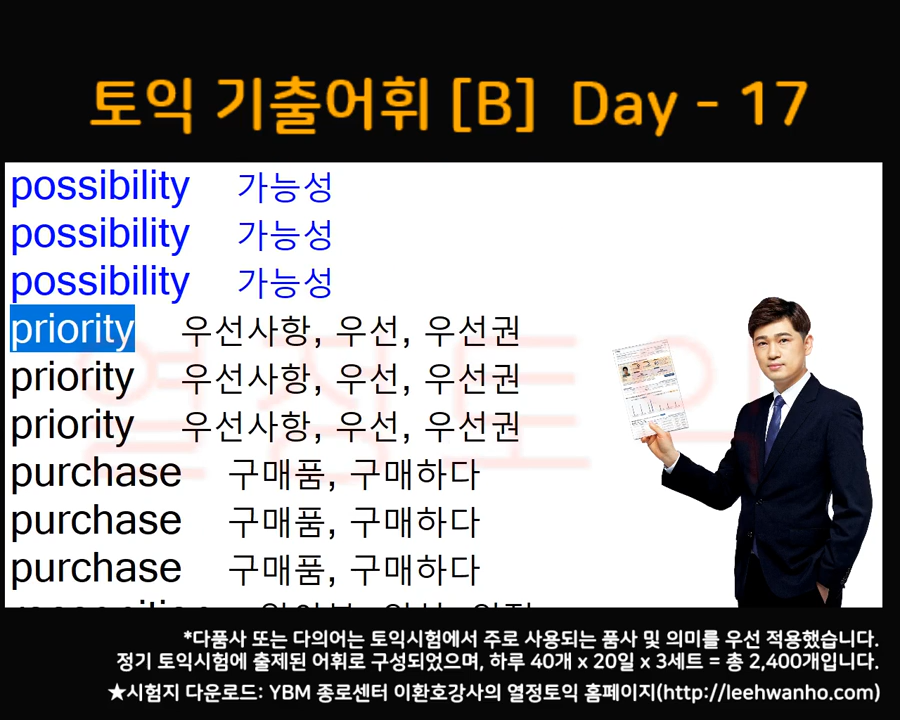 토익 기출어휘 [B] Day - 17
possibility 가능성
possibility 가능성
possibility 가능성
priority 우선사항, 우선, 우선권
priority 우선사항, 우선, 우선권
priority 우선사항, 우선, 우선권
purchase 구매품, 구매하다
purchase 구매품, 구매하다
purchase 구매품, 구매하다
열정토익
*다품사 또는 다의어는 토익시험에서 주로 사용되는 품사 및 의미를 우선 적용했습니다.
정기 토익시험에 출제된 어휘로 구성되었으며, 하루 40개 x 20일 x 3세트 = 총 2,400개입니다.
★시험지 다운로드: YBM 종로센터 이환호강사의 열정토익 홈페이지(http://leehwanho.com)